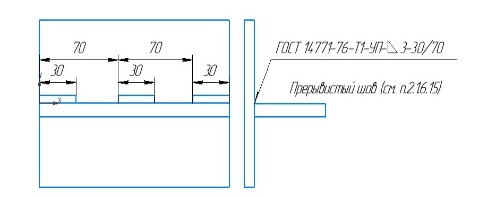 70 70
30 30 30
ГОСТ 14771-76-Т1-УП-◺ 3-30/70
Прерывистый шов (см. п.2.16.15)
x